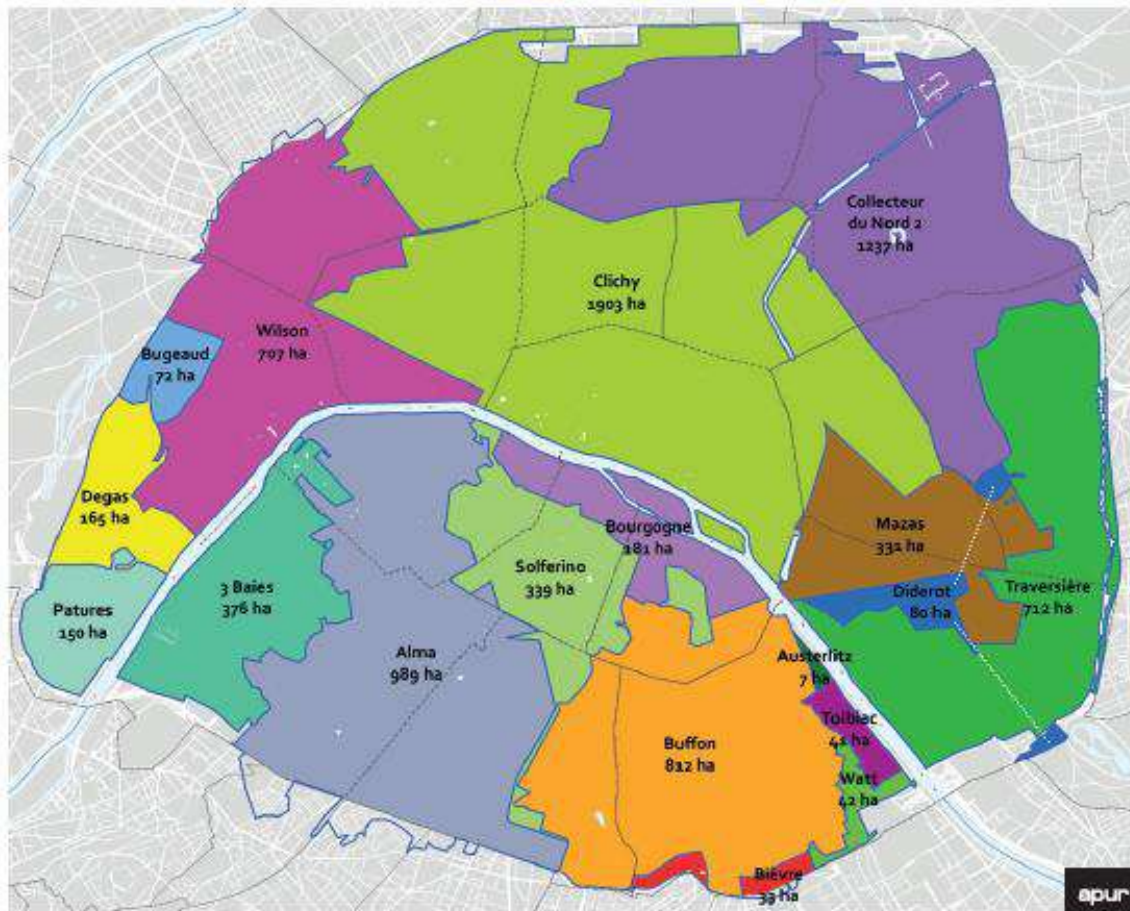 Collecteur
du Nord 2
1237 ha
Clichy
1903 ha
Wilson
707 ha
Bugeaud
72 ha
Degas
165 ha
Bourgogne
181 ha
Mazas
331 ha
Solferino
339 ha
Diderot
80 ha
Traversière
712 ha
3 Baies
376 ha
Patures
150 ha
Alma
989 ha
Austerlitz
7 ha
Tolbiac
41 ha
Buffon
812 ha
Watt
42 ha
Bièvre
33 ha
apur